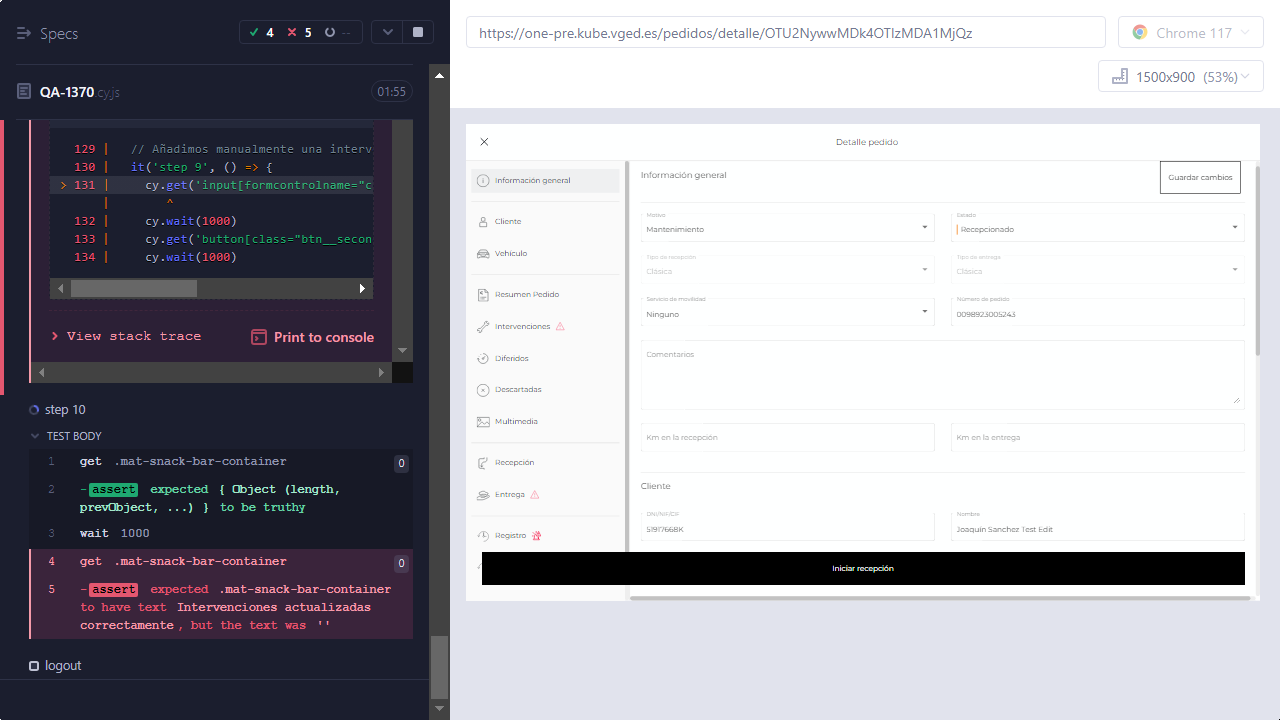 Specs
4
5
--
QA-1370.cy.js
01:55
129 | // Añadimos manualmente una interv
130 | it('step 9', () => {
> 131 | cy.get('input[formcontrolname="c
| ^
132 | cy.wait(1000)
133 | cy.get('button[class="btn__secon
134 | cy.wait(1000)
View stack trace
Print to console
step 10
TEST BODY
1 get .mat-snack-bar-container 0
2 -assert expected { Object (length,
prevObject, ...) } to be truthy
3 wait 1000
4 get .mat-snack-bar-container 0
5 -assert expected .mat-snack-bar-container
to have text Intervenciones actualizadas
correctamente, but the text was ''
logout
https://one-pre.kube.vged.es/pedidos/detalle/OTU2NywwMDk4OTIzMDA1MjQz
Chrome 117
1500x900 (53%)
Detalle pedido
Información general
Cliente
Vehículo
Resumen Pedido
Intervenciones
Diferidos
Descartadas
Multimedia
Recepción
Entrega
Registro
Información general
Guardar cambios
Motivo
Mantenimiento
Estado
Recepcionado
Tipo de recepción
Clásica
Tipo de entrega
Clásica
Servicio de movilidad
Ninguno
Número de pedido
0098923005243
Comentarios
Km en la recepción
Km en la entrega
Cliente
DNI/NIF/CIF
51917668K
Nombre
Joaquín Sanchez Test Edit
Iniciar recepción